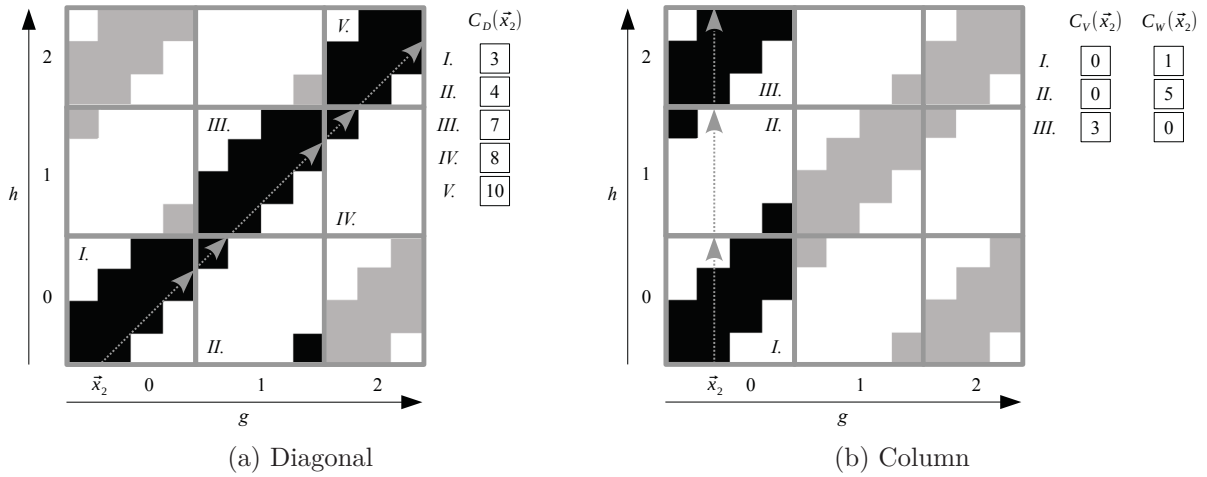 V.
C_D(x⃗_2)
2
I. 3
II. 4
III.
III. 7
h
1
IV. 8
V. 10
IV.
I.
0
II.
x⃗_2 0 1 2
g
(a) Diagonal
C_V(x⃗_2) C_W(x⃗_2)
2
I. 0 1
III.
II. 0 5
II.
III. 3 0
h
1
0
I.
x⃗_2 0 1 2
g
(b) Column